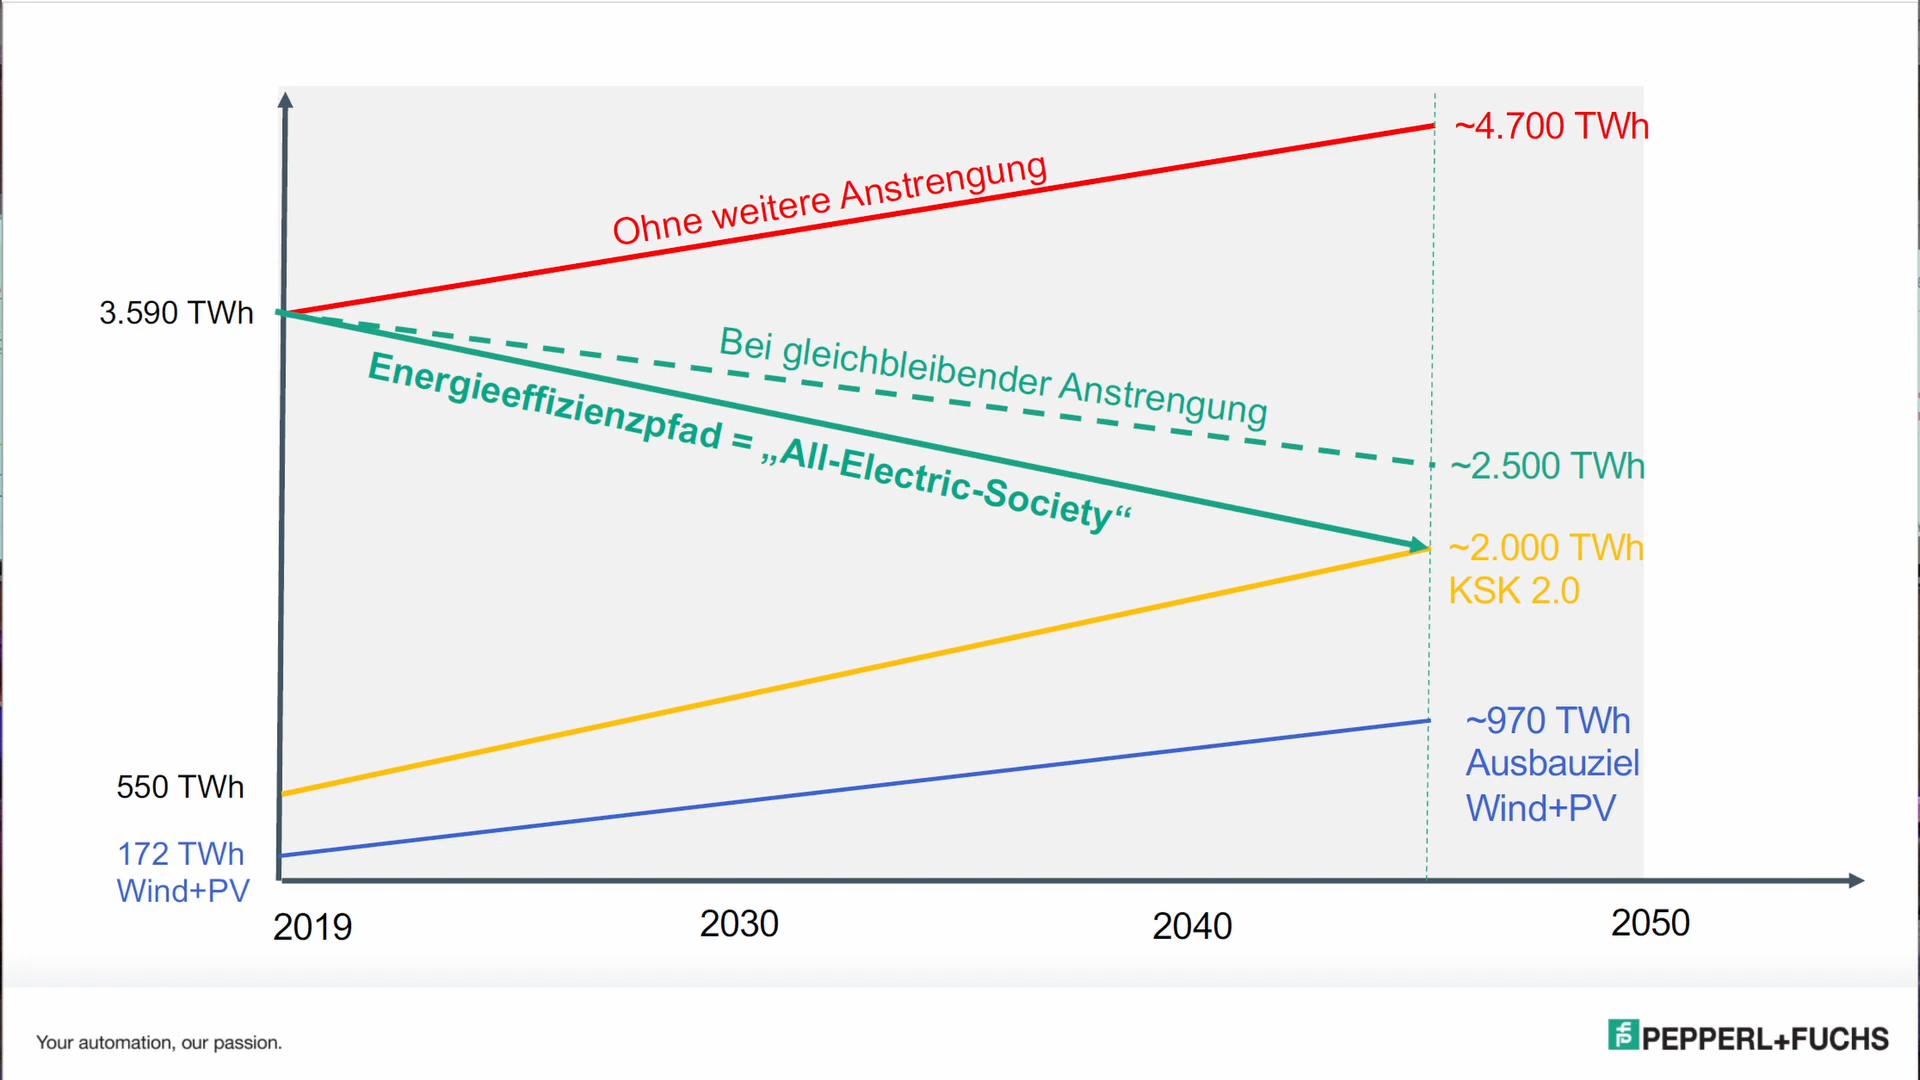 ~4.700 TWh
Ohne weitere Anstrengung
3.590 TWh
Bei gleichbleibender Anstrengung
Energieeffizienzpfad = „All-Electric-Society“
~2.500 TWh
~2.000 TWh
KSK 2.0
~970 TWh
Ausbauziel
Wind+PV
550 TWh
172 TWh
Wind+PV
2019
2030
2040
2050
Your automation, our passion.
PEPPERL+FUCHS